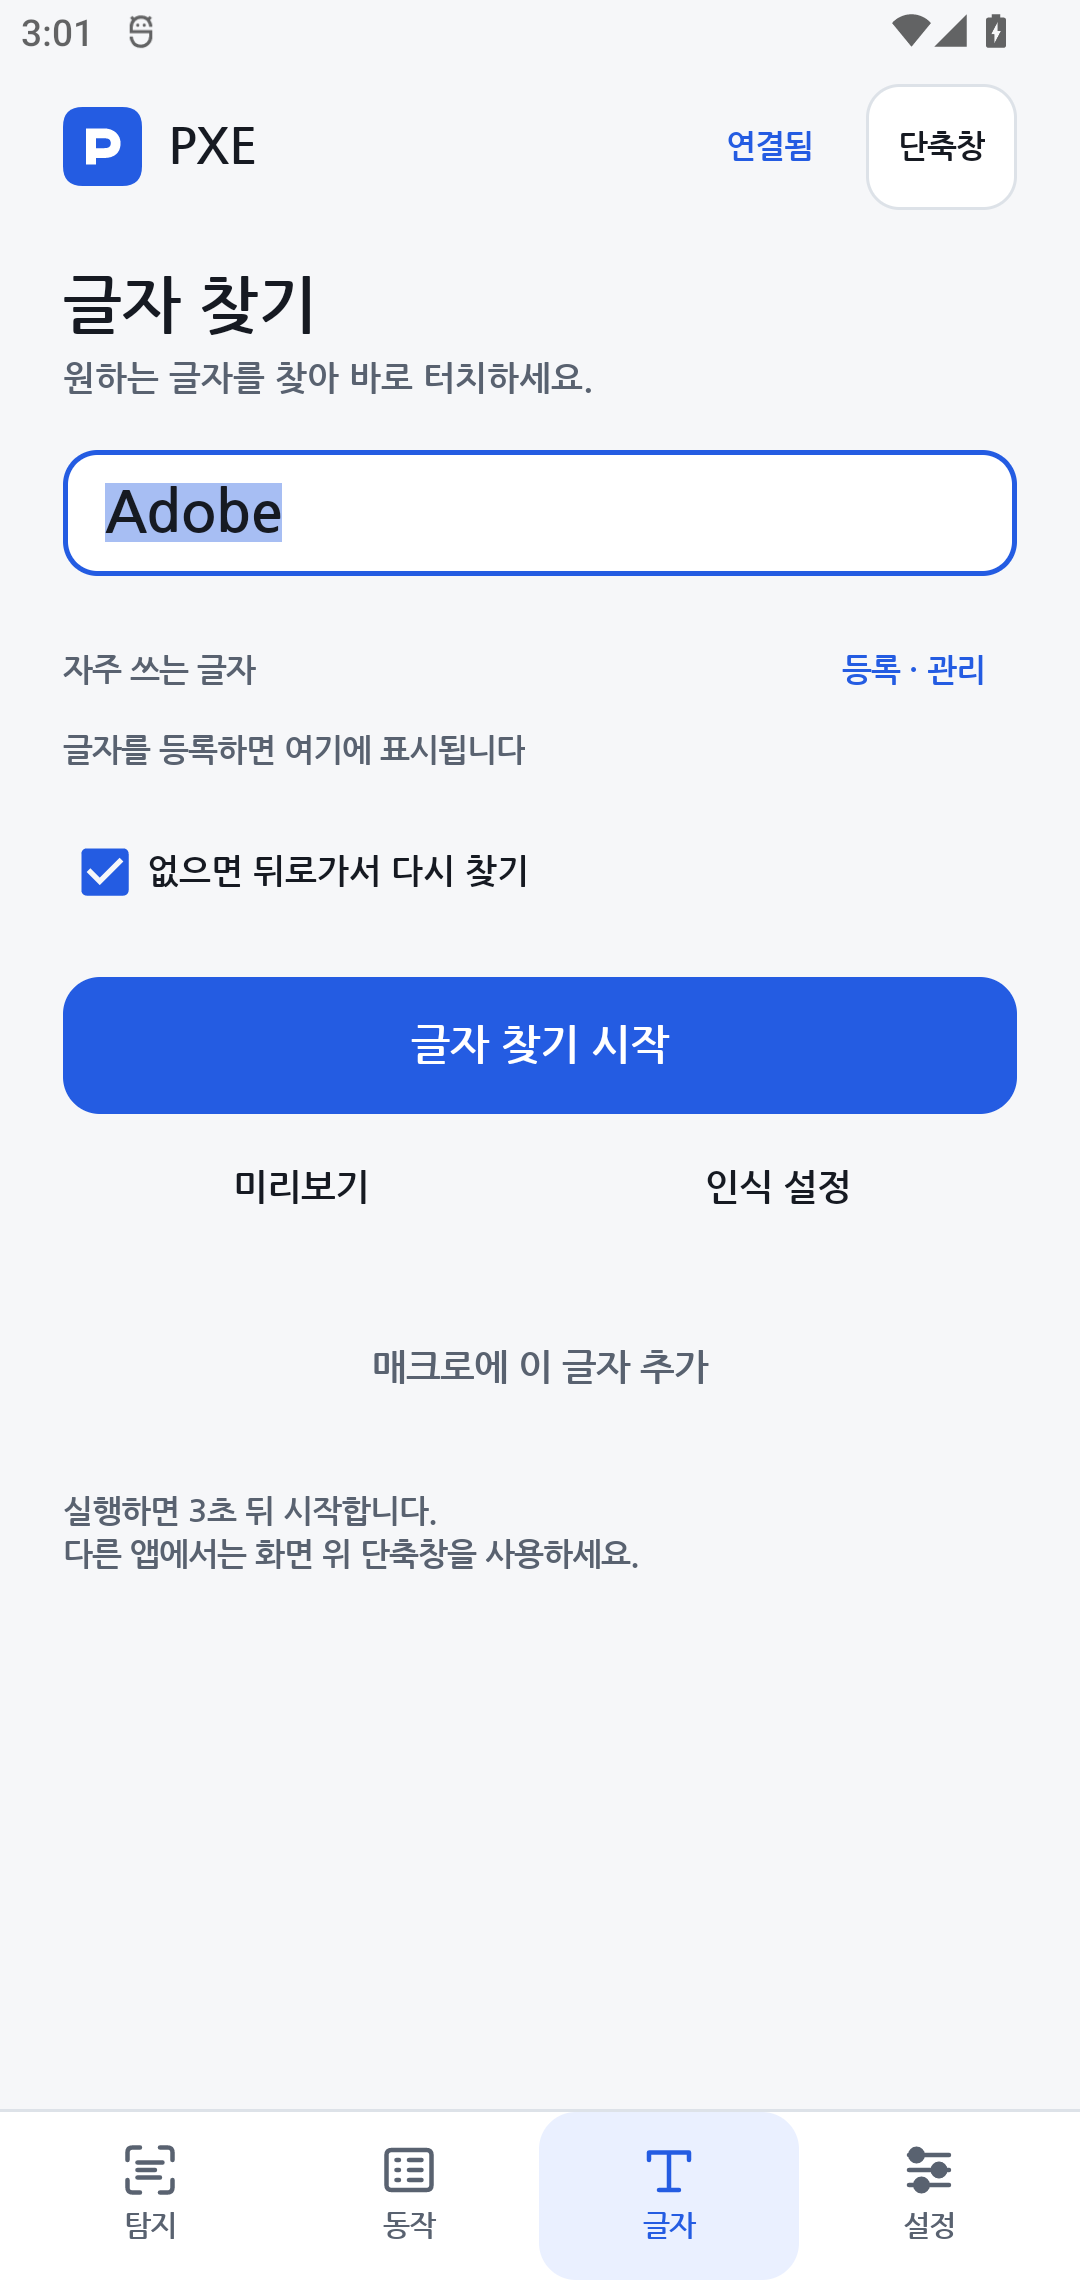 3:01
P PXE 연결됨 단축창
글자 찾기
원하는 글자를 찾아 바로 터치하세요.
Adobe
자주 쓰는 글자 등록 · 관리
글자를 등록하면 여기에 표시됩니다
없으면 뒤로가서 다시 찾기
글자 찾기 시작
미리보기 인식 설정
매크로에 이 글자 추가
실행하면 3초 뒤 시작합니다.
다른 앱에서는 화면 위 단축창을 사용하세요.
탐지 동작 글자 설정